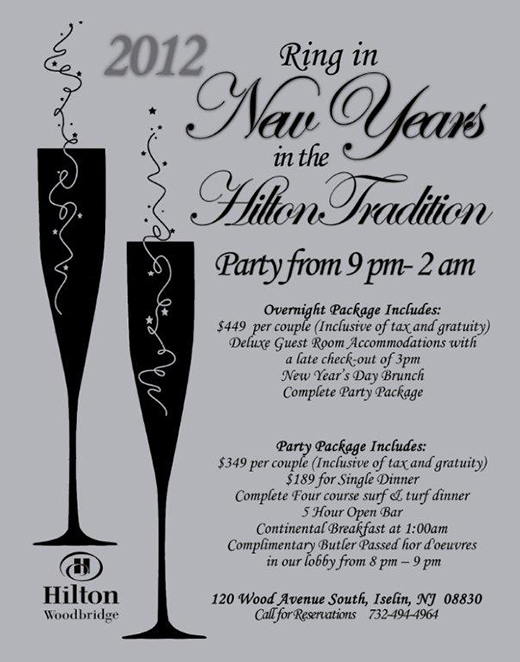 2012
Ring in
New Years
in the
Hilton Tradition
Party from 9 pm- 2 am
Overnight Package Includes:
$449 per couple (Inclusive of tax and gratuity)
Deluxe Guest Room Accommodations with
a late check-out of 3pm
New Year's Day Brunch
Complete Party Package
Party Package Includes:
$349 per couple (Inclusive of tax and gratuity)
$189 for Single Dinner
Complete Four course surf & turf dinner
5 Hour Open Bar
Continental Breakfast at 1:00am
Complimentary Butler Passed hor d'oeuvres
in our lobby from 8 pm – 9 pm
H
Hilton
Woodbridge
120 Wood Avenue South, Iselin, NJ 08830
Call for Reservations 732-494-4964